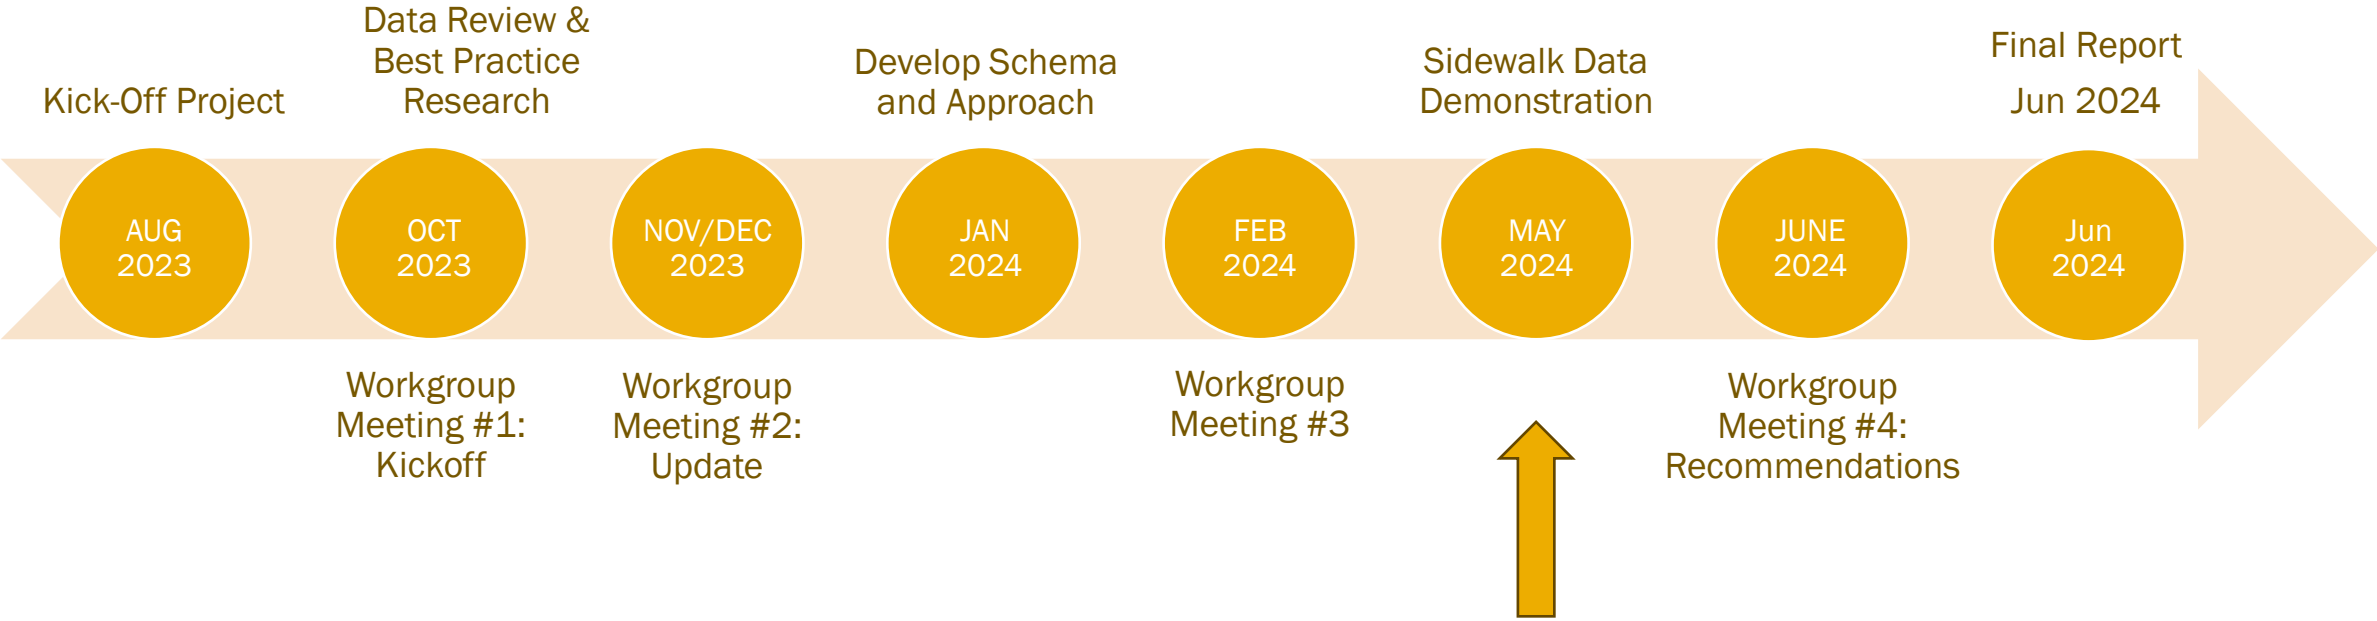 Kick-Off Project
Data Review &
Best Practice
Research
Develop Schema
and Approach
Sidewalk Data
Demonstration
Final Report
Jun 2024
AUG
2023
OCT
2023
NOV/DEC
2023
JAN
2024
FEB
2024
MAY
2024
JUNE
2024
Jun
2024
Workgroup
Meeting #1:
Kickoff
Workgroup
Meeting #2:
Update
Workgroup
Meeting #3
Workgroup
Meeting #4:
Recommendations